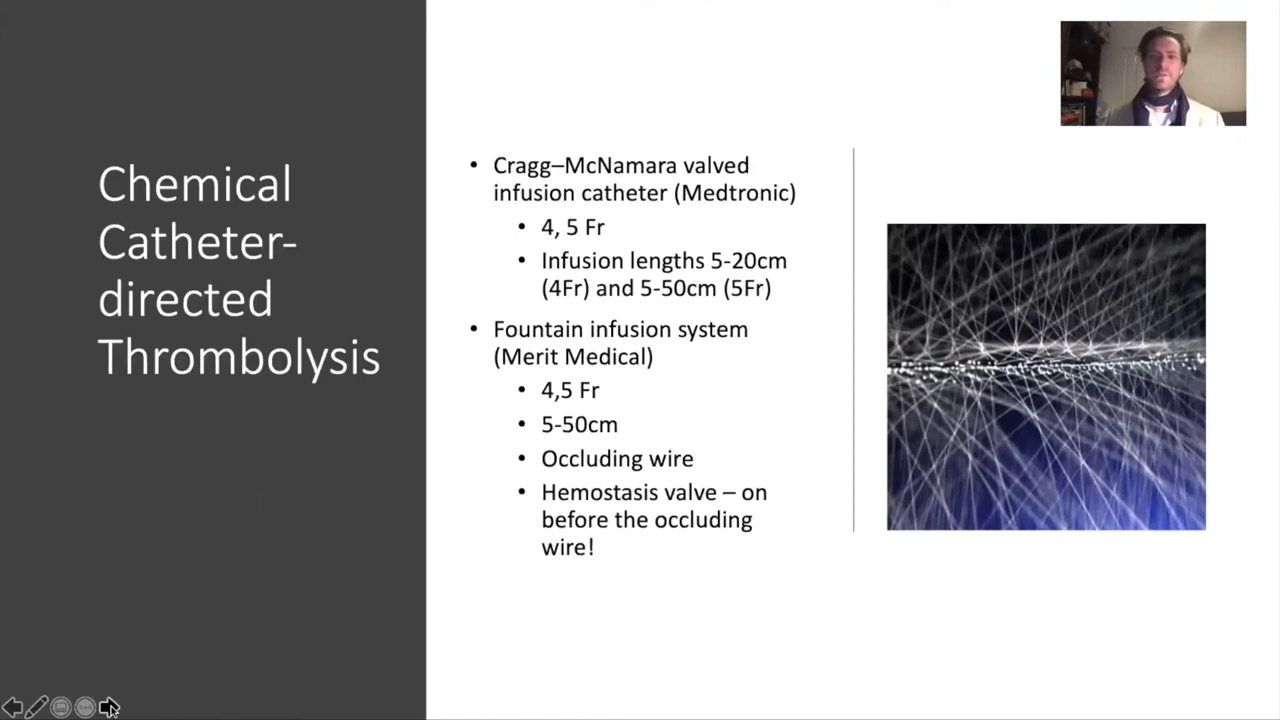 Chemical
Catheter-
directed
Thrombolysis
• Cragg–McNamara valved
infusion catheter (Medtronic)
• 4, 5 Fr
• Infusion lengths 5-20cm
(4Fr) and 5-50cm (5Fr)
• Fountain infusion system
(Merit Medical)
• 4,5 Fr
• 5-50cm
• Occluding wire
• Hemostasis valve – on
before the occluding
wire!